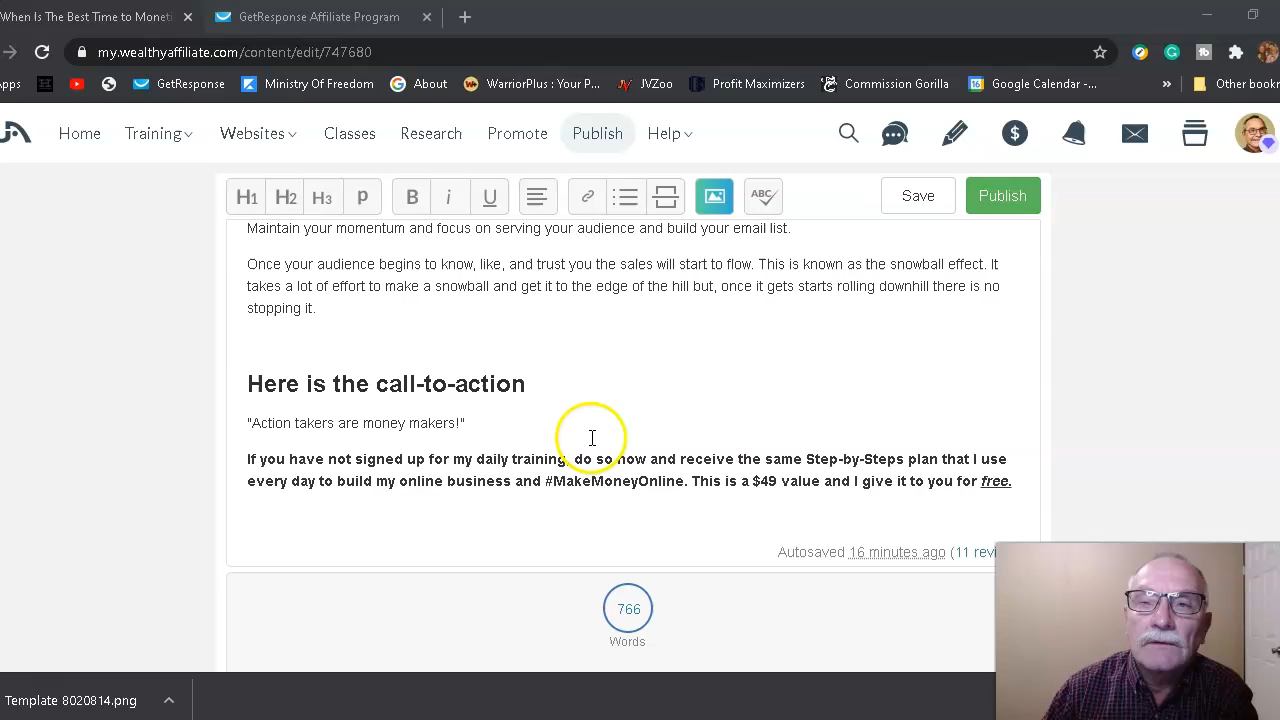 When Is The Best Time to Moneti
GetResponse Affiliate Program
my.wealthyaffiliate.com/content/edit/747680
Apps
GetResponse
Ministry Of Freedom
About
WarriorPlus : Your P...
JVZoo
Profit Maximizers
Commission Gorilla
Google Calendar -...
Other bookr
Home
Training
Websites
Classes
Research
Promote
Publish
Help
H1
H2
H3
p
B
i
U
ABC
Save
Publish
Maintain your momentum and focus on serving your audience and build your email list.
Once your audience begins to know, like, and trust you the sales will start to flow. This is known as the snowball effect. It
takes a lot of effort to make a snowball and get it to the edge of the hill but, once it gets starts rolling downhill there is no
stopping it.
Here is the call-to-action
"Action takers are money makers!"
If you have not signed up for my daily training, do so now and receive the same Step-by-Steps plan that I use
every day to build my online business and #MakeMoneyOnline. This is a $49 value and I give it to you for free.
Autosaved 16 minutes ago (11 revi
766
Words
Template 8020814.png